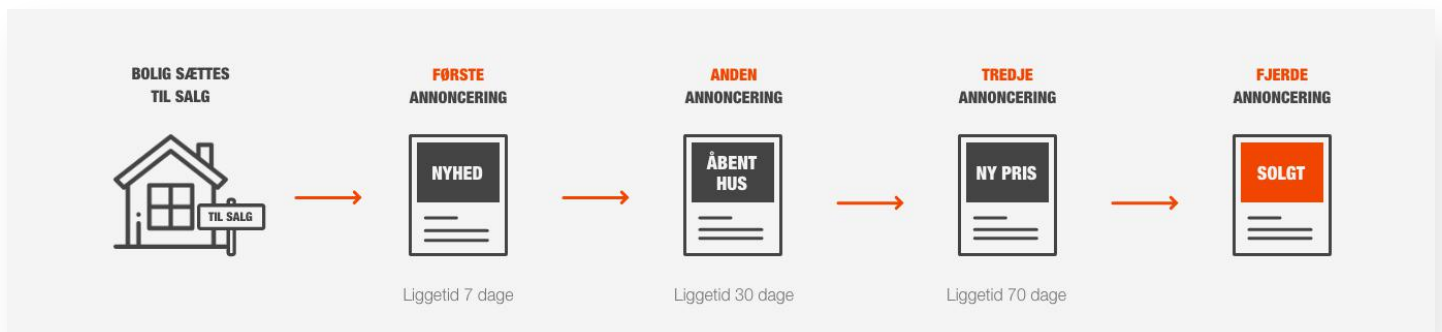 BOLIG SÆTTES
TIL SALG
TIL SALG
FØRSTE
ANNONCERING
NYHED
Liggetid 7 dage
ANDEN
ANNONCERING
ÅBENT
HUS
Liggetid 30 dage
TREDJE
ANNONCERING
NY PRIS
Liggetid 70 dage
FJERDE
ANNONCERING
SOLGT